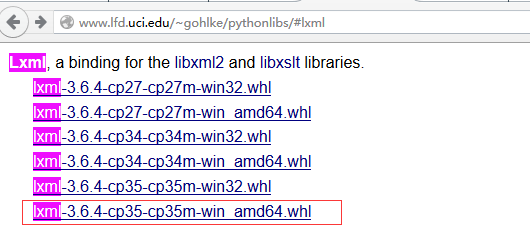 www.lfd.uci.edu/~gohlke/pythonlibs/#lxml
Lxml, a binding for the libxml2 and libxslt libraries.
lxml-3.6.4-cp27-cp27m-win32.whl
lxml-3.6.4-cp27-cp27m-win_amd64.whl
lxml-3.6.4-cp34-cp34m-win32.whl
lxml-3.6.4-cp34-cp34m-win_amd64.whl
lxml-3.6.4-cp35-cp35m-win32.whl
lxml-3.6.4-cp35-cp35m-win_amd64.whl